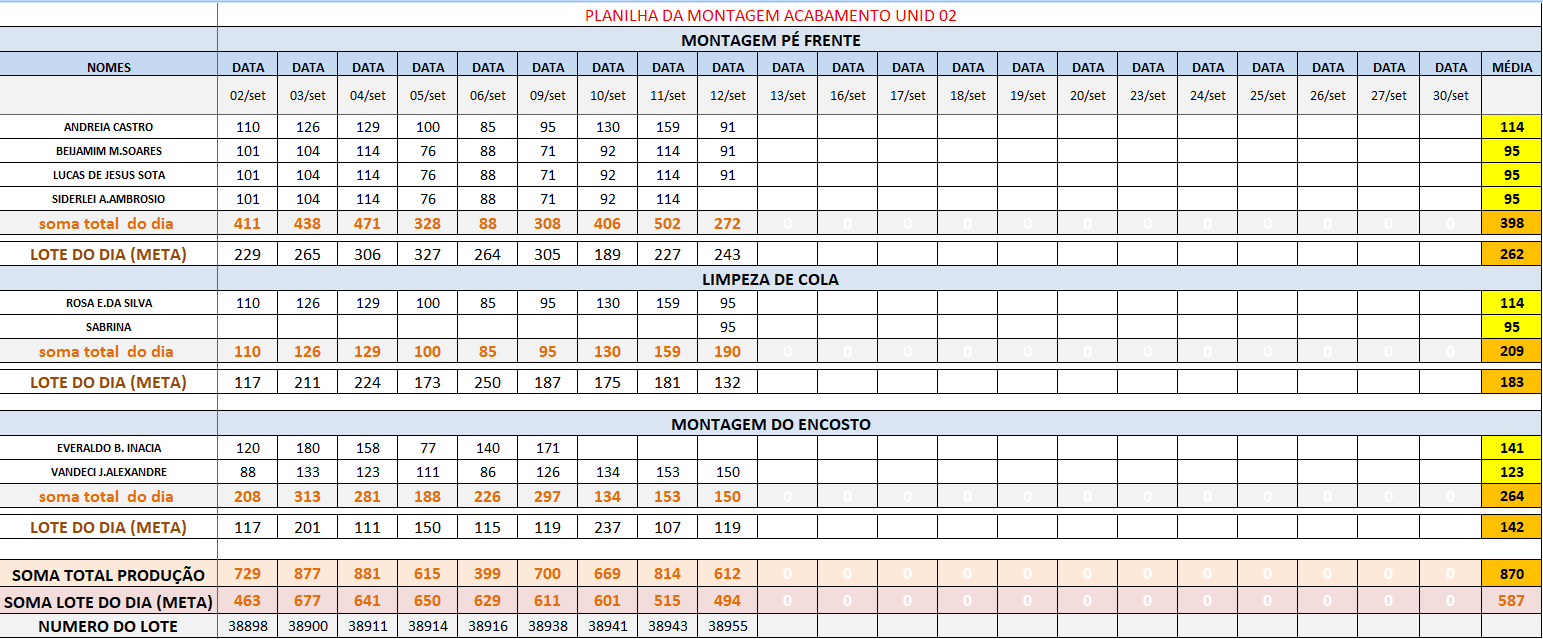 PLANILHA DA MONTAGEM ACABAMENTO UNID 02
MONTAGEM PÉ FRENTE
NOMES DATA DATA DATA DATA DATA DATA DATA DATA DATA DATA DATA DATA DATA DATA DATA DATA DATA DATA DATA DATA DATA MÉDIA
02/set 03/set 04/set 05/set 06/set 09/set 10/set 11/set 12/set 13/set 16/set 17/set 18/set 19/set 20/set 23/set 24/set 25/set 26/set 27/set 30/set
ANDREIA CASTRO 110 126 129 100 85 95 130 159 91 114
BEIJAMIM M.SOARES 101 104 114 76 88 71 92 114 91 95
LUCAS DE JESUS SOTA 101 104 114 76 88 71 92 114 91 95
SIDERLEI A.AMBROSIO 101 104 114 76 88 71 92 114 95
soma total do dia 411 438 471 328 88 308 406 502 272 0 0 0 0 0 0 0 0 0 0 0 0 398
LOTE DO DIA (META) 229 265 306 327 264 305 189 227 243 262
LIMPEZA DE COLA
ROSA E.DA SILVA 110 126 129 100 85 95 130 159 95 114
SABRINA 95 95
soma total do dia 110 126 129 100 85 95 130 159 190 0 0 0 0 0 0 0 0 0 0 0 0 209
LOTE DO DIA (META) 117 211 224 173 250 187 175 181 132 183
MONTAGEM DO ENCOSTO
EVERALDO B. INACIA 120 180 158 77 140 171 141
VANDECI J.ALEXANDRE 88 133 123 111 86 126 134 153 150 123
soma total do dia 208 313 281 188 226 297 134 153 150 0 0 0 0 0 0 0 0 0 0 0 0 264
LOTE DO DIA (META) 117 201 111 150 115 119 237 107 119 142
SOMA TOTAL PRODUÇÃO 729 877 881 615 399 700 669 814 612 0 0 0 0 0 0 0 0 0 0 0 0 870
SOMA LOTE DO DIA (META) 463 677 641 650 629 611 601 515 494 0 0 0 0 0 0 0 0 0 0 0 0 587
NUMERO DO LOTE 38898 38900 38911 38914 38916 38938 38941 38943 38955